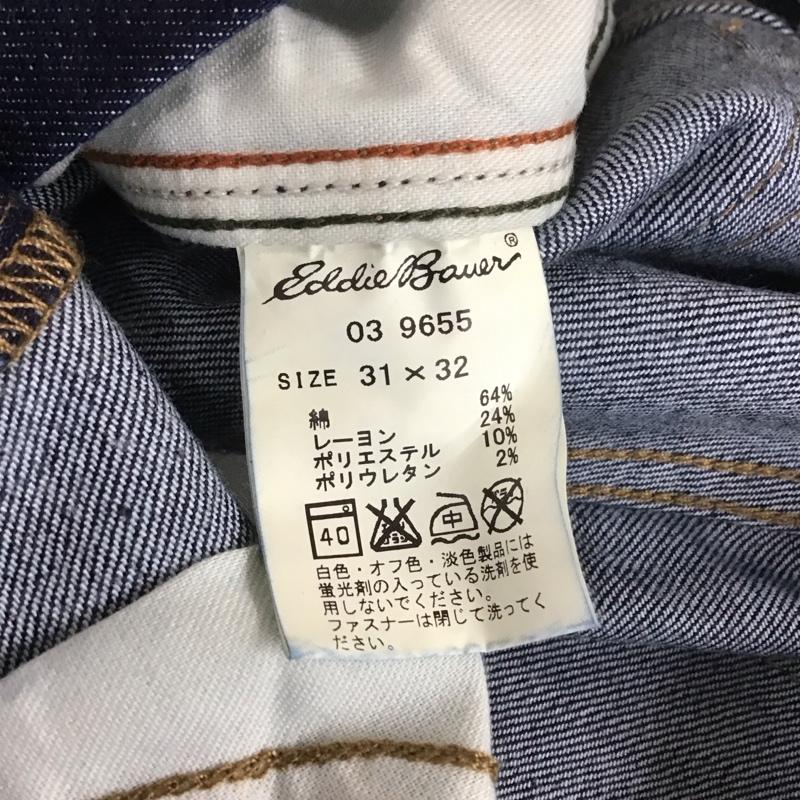 Eddie Bauer®
03 9655
SIZE 31 × 32
綿 64%
レーヨン 24%
ポリエステル 10%
ポリウレタン 2%
40 中
白色・オフ色・淡色製品には
蛍光剤の入っている洗剤を使
用しないでください。
ファスナーは閉じて洗ってく
ださい。